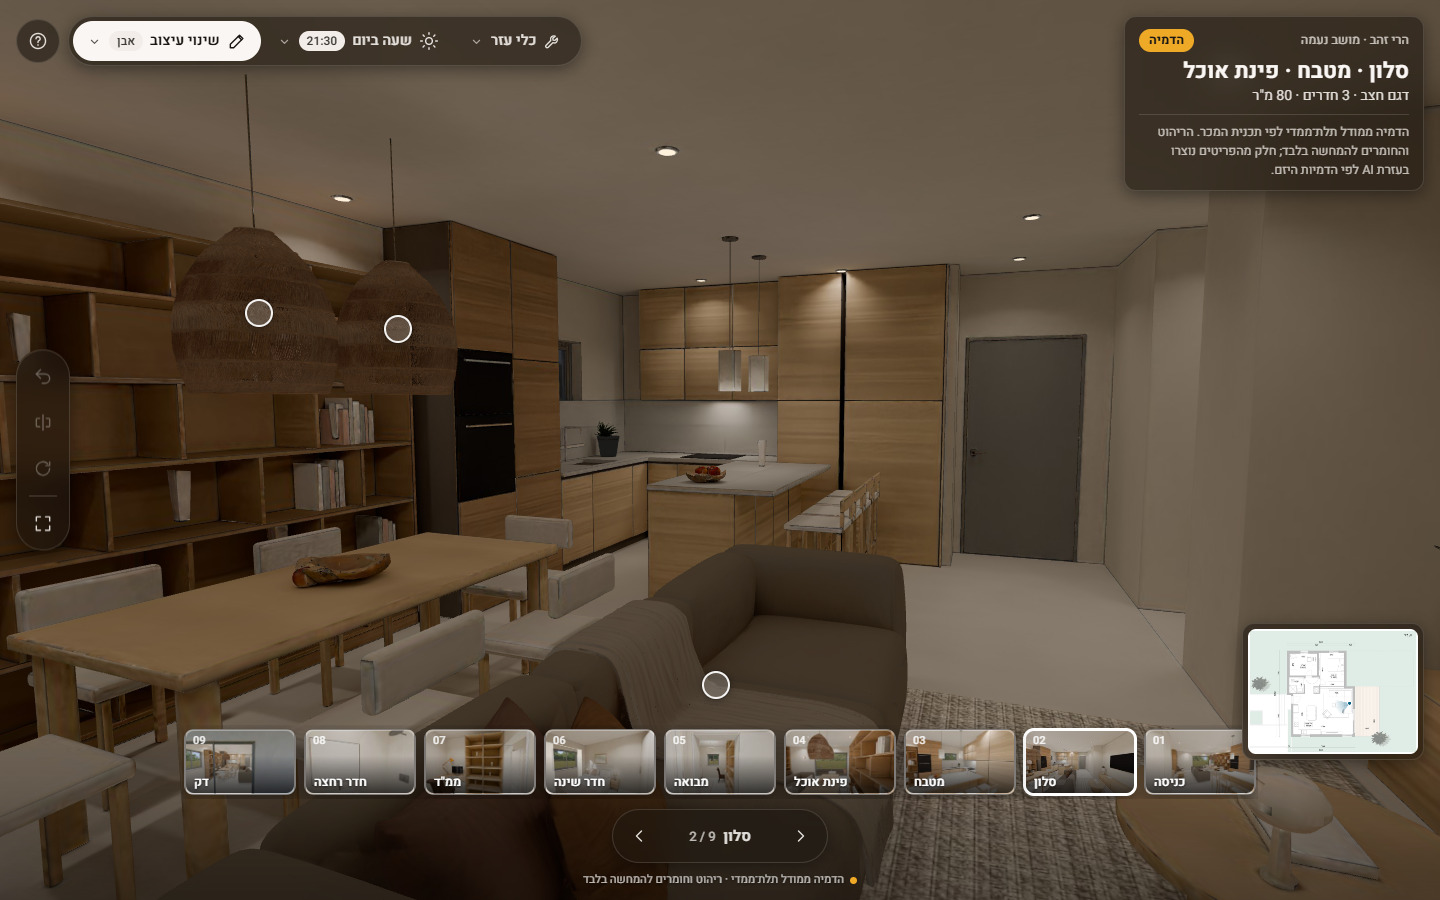 כלי עזר
שעה ביום
21:30
שינוי עיצוב
אבן
הרי זהב · מושב נעמה
הדמיה
סלון · מטבח · פינת אוכל
דגם חצב · 3 חדרים · 80 מ"ר
הדמיה ממודל תלת־ממדי לפי תכנית המכר. הריהוט
והחומרים להמחשה בלבד; חלק מהפריטים נוצרו
בעזרת AI לפי הדמיות היזם.
01
כניסה
02
סלון
03
מטבח
04
פינת אוכל
05
מבואה
06
חדר שינה
07
ממ"ד
08
חדר רחצה
09
דק
סלון 2 / 9
הדמיה ממודל תלת־ממדי · ריהוט וחומרים להמחשה בלבד